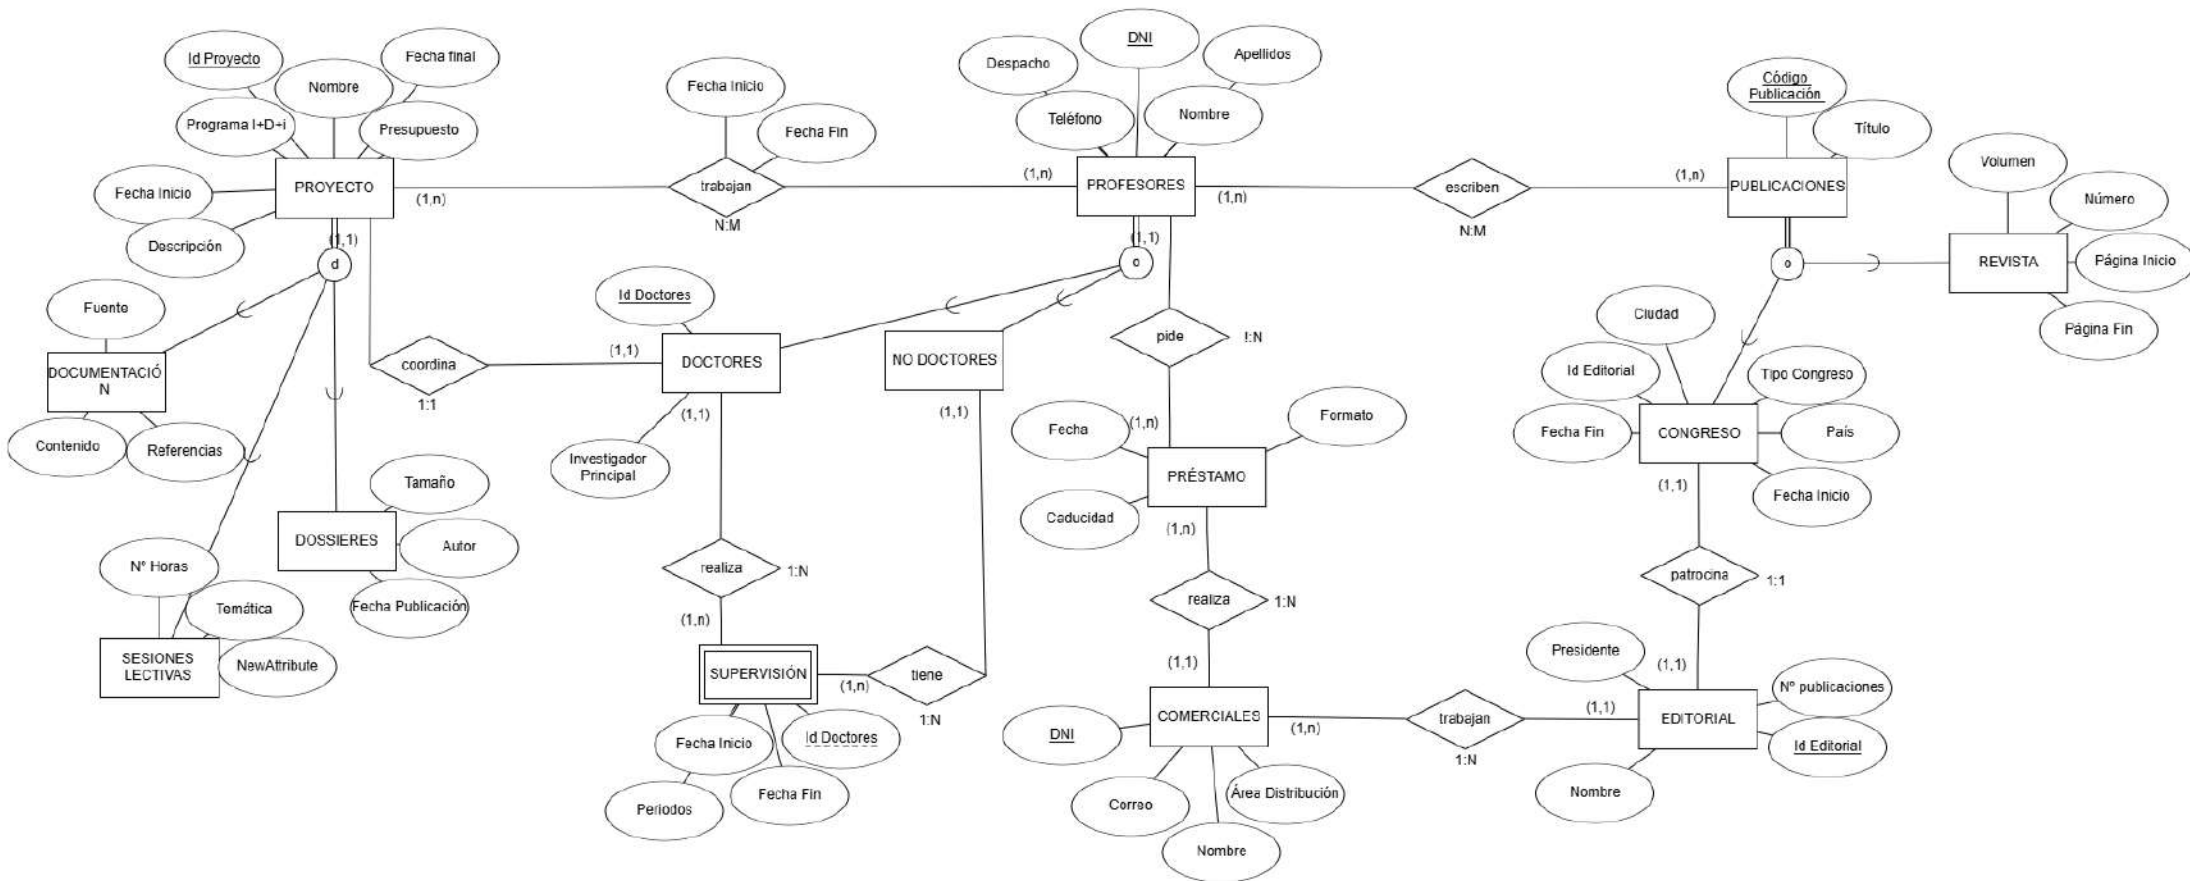 Id Proyecto
Nombre
Fecha final
Programa I+D+i
Presupuesto
Fecha Inicio
PROYECTO
Descripción
(1,n)
(1,1)
d
Fecha Inicio
Fecha Fin
trabajan
N:M
(1,n)
DNI
Despacho
Apellidos
Teléfono
Nombre
PROFESORES
(1,n)
(1,1)
o
escriben
N:M
(1,n)
Código
Publicación
Título
PUBLICACIONES
o
Volumen
Número
REVISTA
Página Inicio
Página Fin
Fuente
DOCUMENTACIÓ
N
Contenido
Referencias
coordina
1:1
(1,1)
Id Doctores
DOCTORES
(1,1)
Investigador
Principal
NO DOCTORES
(1,1)
pide
!:N
(1,n)
Fecha
Formato
PRÉSTAMO
Caducidad
(1,n)
Ciudad
Id Editorial
Tipo Congreso
Fecha Fin
CONGRESO
País
(1,1)
Fecha Inicio
Tamaño
DOSSIERES
Autor
Fecha Publicación
Nº Horas
Temática
SESIONES
LECTIVAS
NewAttribute
realiza
1:N
(1,n)
SUPERVISIÓN
(1,n)
tiene
1:N
Fecha Inicio
Id Doctores
Periodos
Fecha Fin
realiza
1:N
(1,1)
COMERCIALES
(1,n)
DNI
Correo
Área Distribución
Nombre
trabajan
1:N
(1,1)
patrocina
1:1
(1,1)
Presidente
Nº publicaciones
EDITORIAL
Id Editorial
Nombre